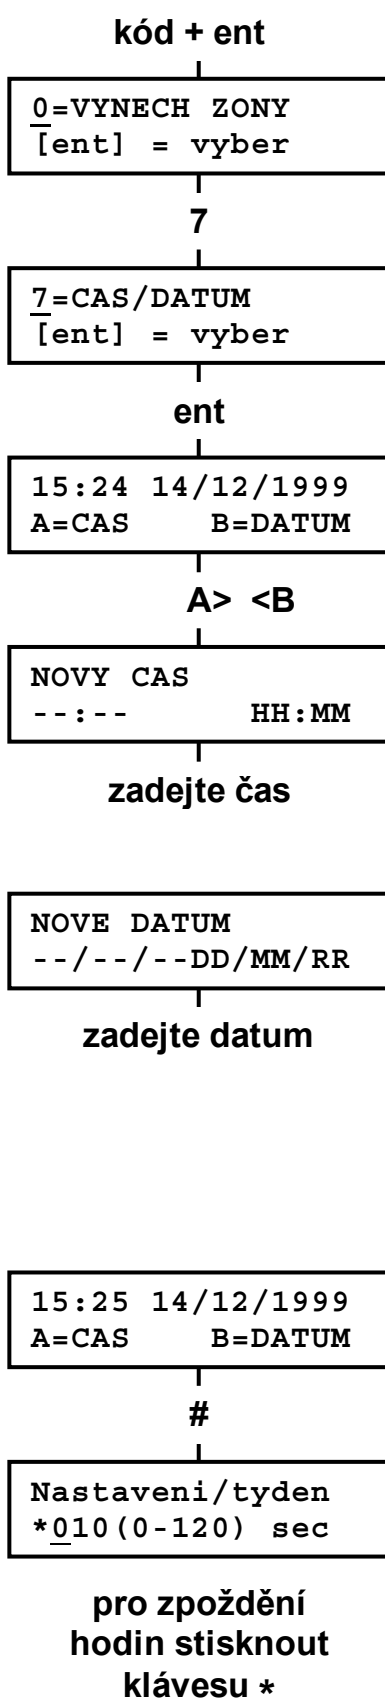 kód + ent
0=VYNECH ZONY
[ent] = vyber
7
7=CAS/DATUM
[ent] = vyber
ent
15:24 14/12/1999
A=CAS B=DATUM
A> <B
NOVY CAS
--:-- HH:MM
zadejte čas
NOVE DATUM
--/--/--DD/MM/RR
zadejte datum
15:25 14/12/1999
A=CAS B=DATUM
#
Nastaveni/tyden
*010(0-120) sec
pro zpoždění
hodin stisknout
klávesu *